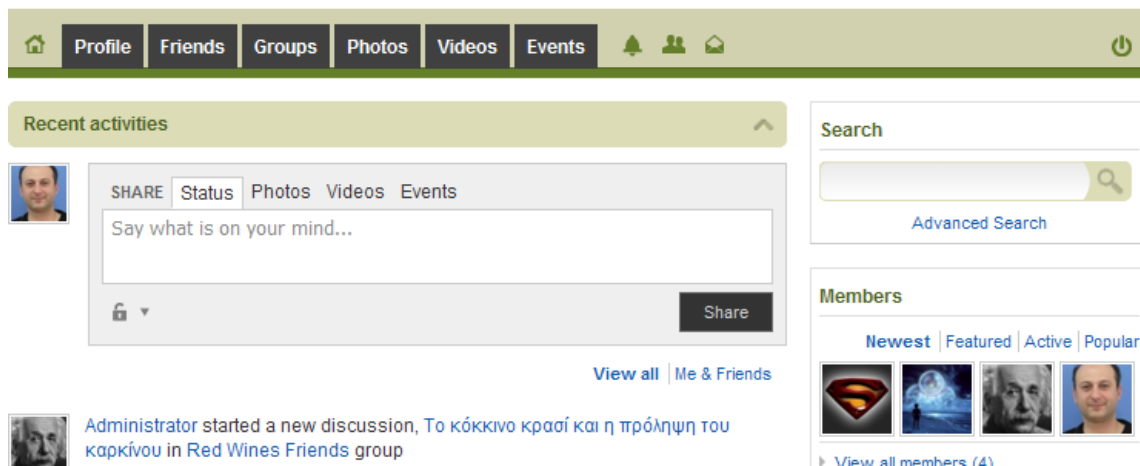 Profile Friends Groups Photos Videos Events
Recent activities
SHARE Status Photos Videos Events
Say what is on your mind...
Share
View all Me & Friends
Administrator started a new discussion, Το κόκκινο κρασί και η πρόληψη του
καρκίνου in Red Wines Friends group
Search
Advanced Search
Members
Newest Featured Active Popular
View all members (4)